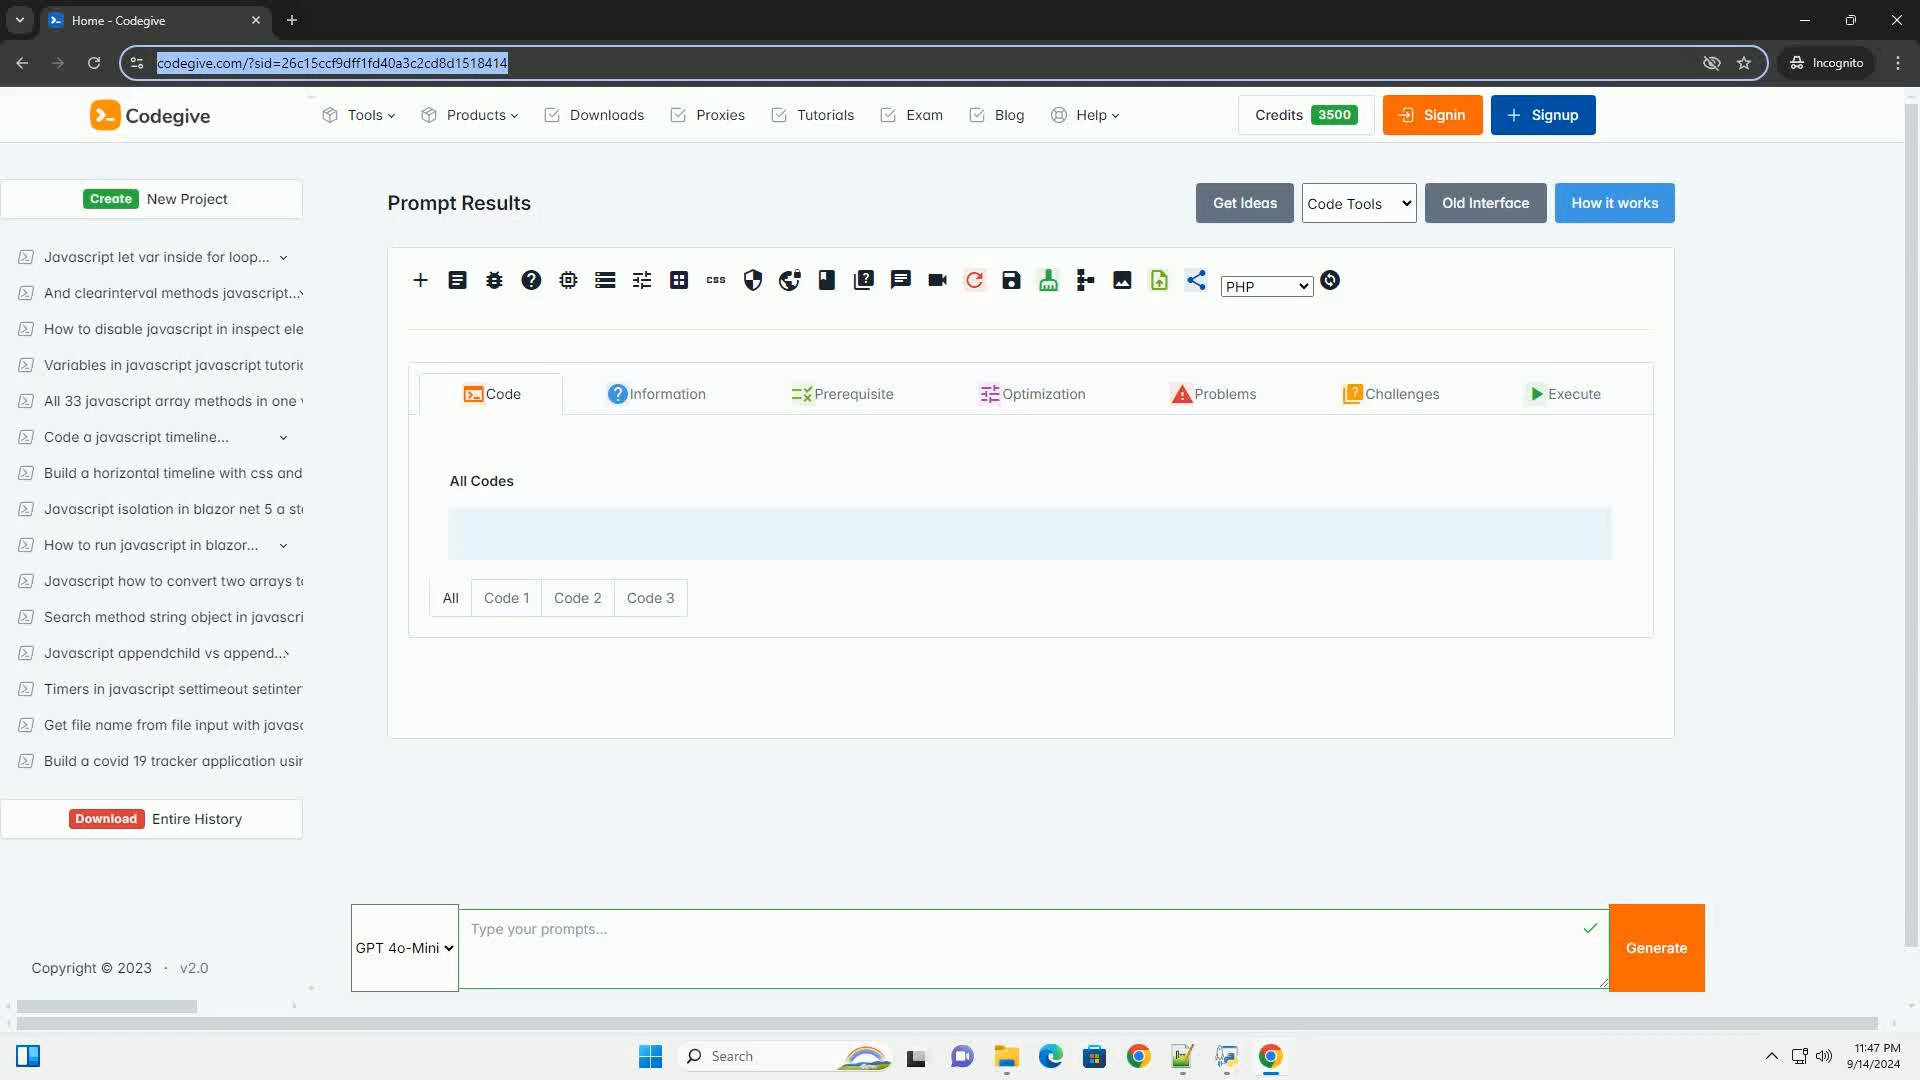 Home - Codegive
codegive.com/?sid=26c15ccf9dff1fd40a3c2cd8d1518414
Incognito
Codegive
Tools
Products
Downloads
Proxies
Tutorials
Exam
Blog
Help
Credits 3500
Signin
Signup
Create New Project
Javascript let var inside for loop...
And clearinterval methods javascript...
How to disable javascript in inspect ele
Variables in javascript javascript tutoria
All 33 javascript array methods in one v
Code a javascript timeline...
Build a horizontal timeline with css and
Javascript isolation in blazor net 5 a ste
How to run javascript in blazor...
Javascript how to convert two arrays to
Search method string object in javascri
Javascript appendchild vs append...
Timers in javascript settimeout setinter
Get file name from file input with javasc
Build a covid 19 tracker application usin
Download Entire History
Copyright © 2023 · v2.0
Prompt Results
Get Ideas
Code Tools
Old Interface
How it works
css
PHP
Code
Information
Prerequisite
Optimization
Problems
Challenges
Execute
All Codes
All
Code 1
Code 2
Code 3
GPT 4o-Mini
Type your prompts...
Generate
Search
11:47 PM
9/14/2024